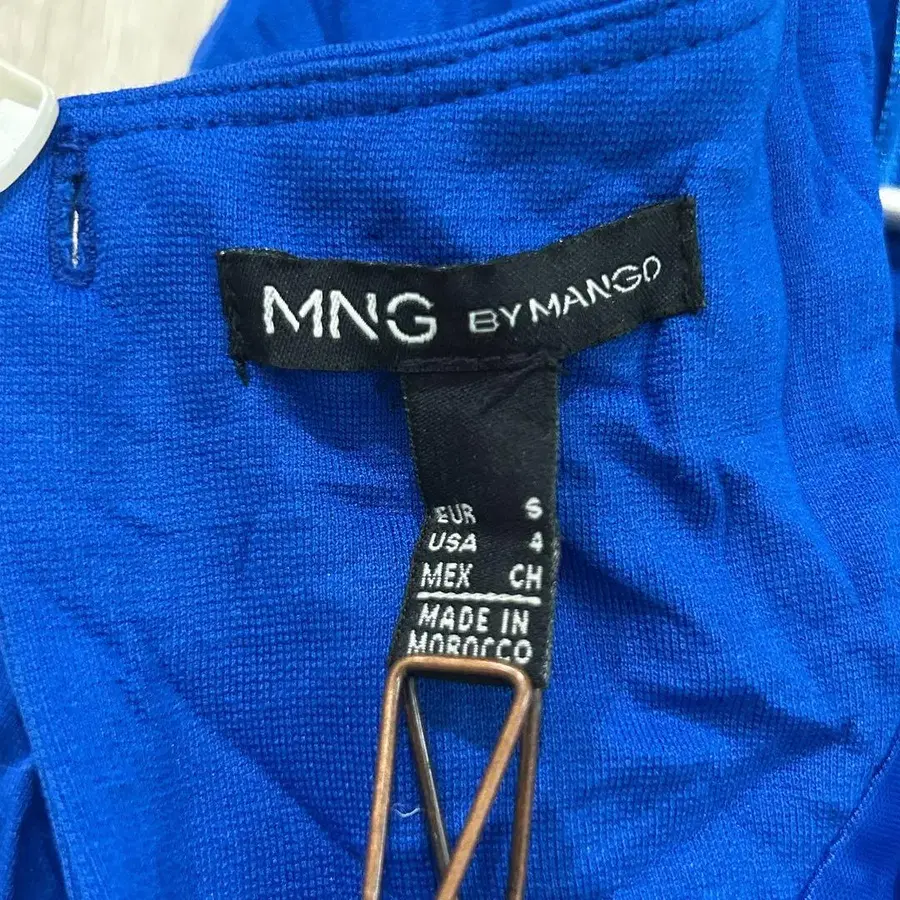 MNG BY MANGO
EUR S
USA 4
MEX CH
MADE IN
MOROCCO